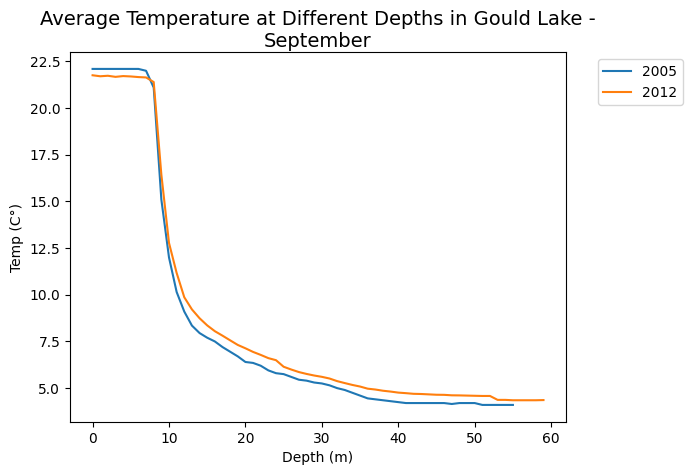 Average Temperature at Different Depths in Gould Lake -
September
2005
2012
22.5
20.0
17.5
15.0
12.5
10.0
7.5
5.0
Temp (C°)
0 10 20 30 40 50 60
Depth (m)